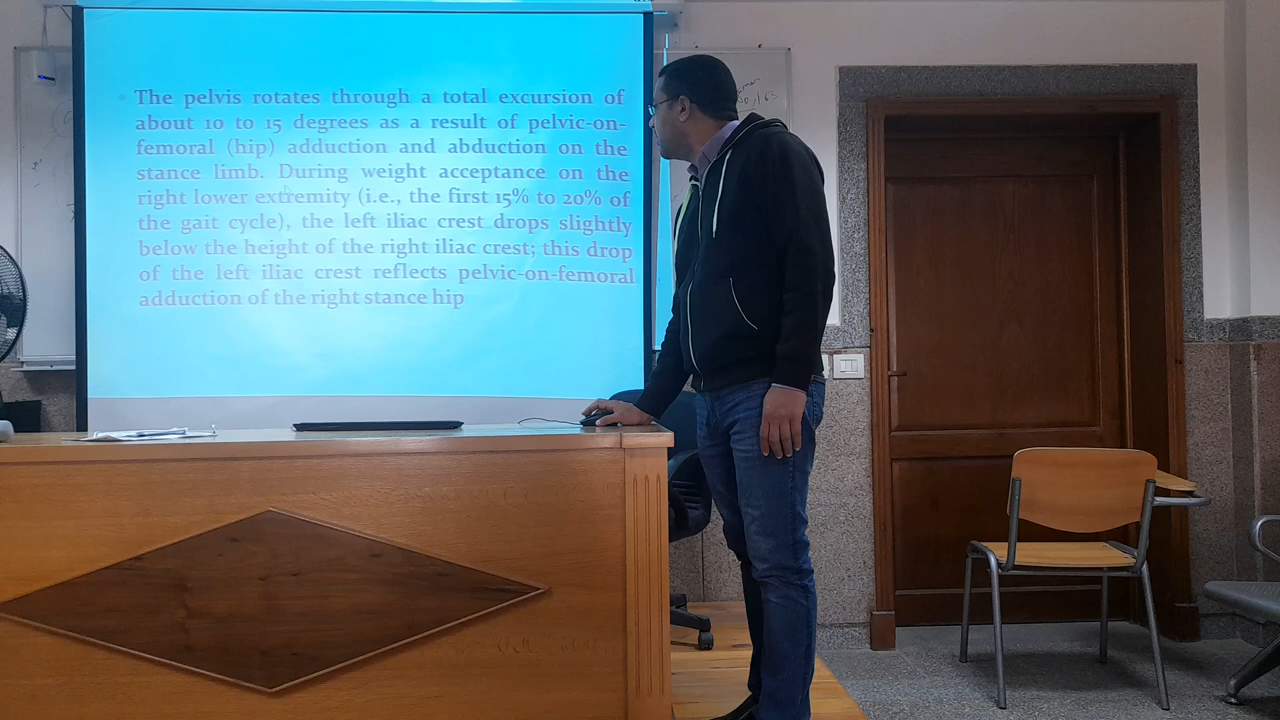 The pelvis rotates through a total excursion of
about 10 to 15 degrees as a result of pelvic-on-
femoral (hip) adduction and abduction on the
stance limb. During weight acceptance on the
right lower extremity (i.e., the first 15% to 20% of
the gait cycle), the left iliac crest drops slightly
below the height of the right iliac crest; this drop
of the left iliac crest reflects pelvic-on-femoral
adduction of the right stance hip